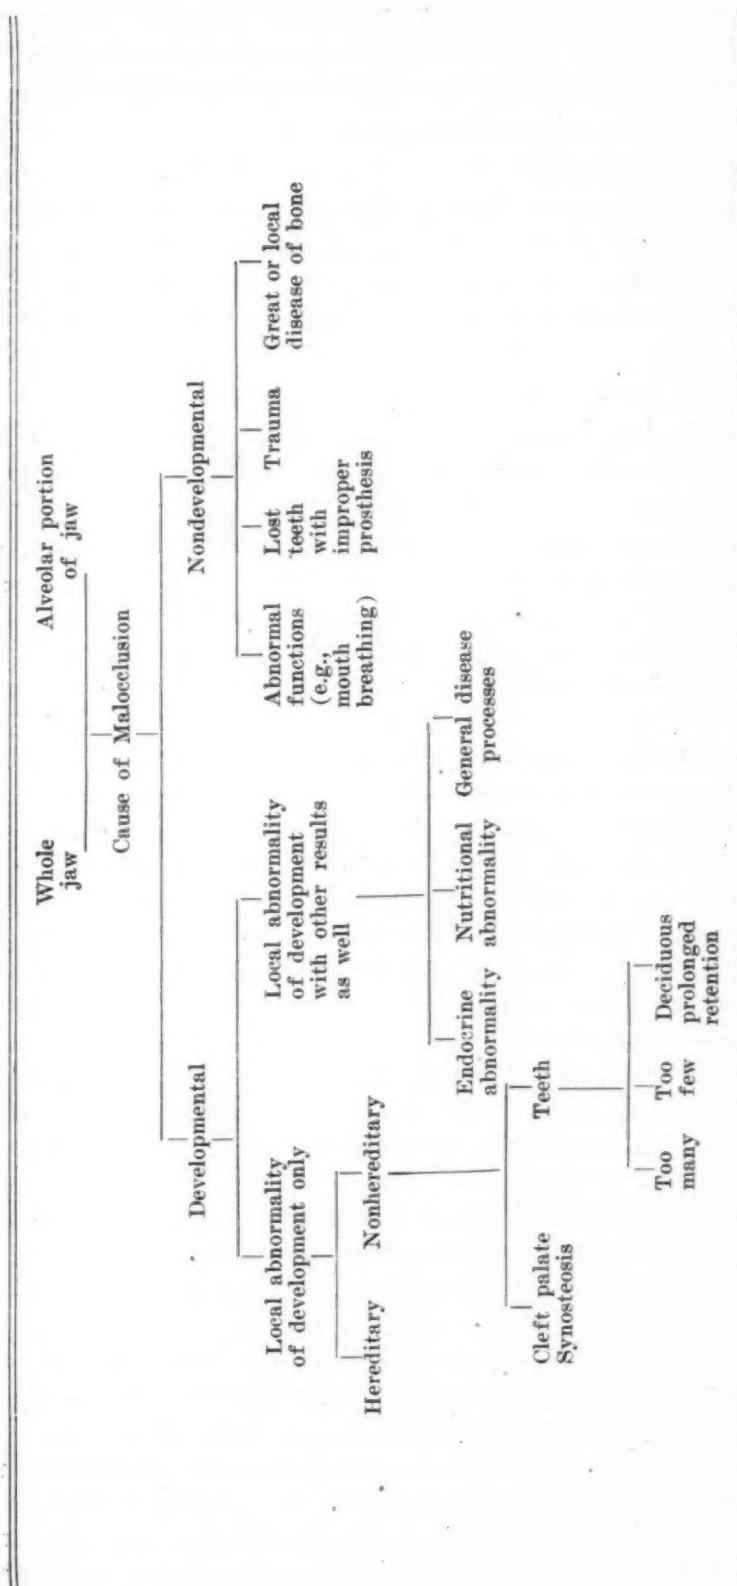 Whole
jaw
Alveolar portion
of jaw
Cause of Malocclusion
Developmental
Nondevelopmental
Local abnormality
of development only
Local abnormality
of development
with other results
as well
Abnormal
functions
(e.g.,
mouth
breathing)
Lost
teeth
with
improper
prosthesis
Trauma
Great or local
disease of bone
Hereditary
Nonhereditary
Endocrine
abnormality
Nutritional
abnormality
General disease
processes
Cleft palate
Synosteosis
Teeth
Too
many
Too
few
Deciduous
prolonged
retention